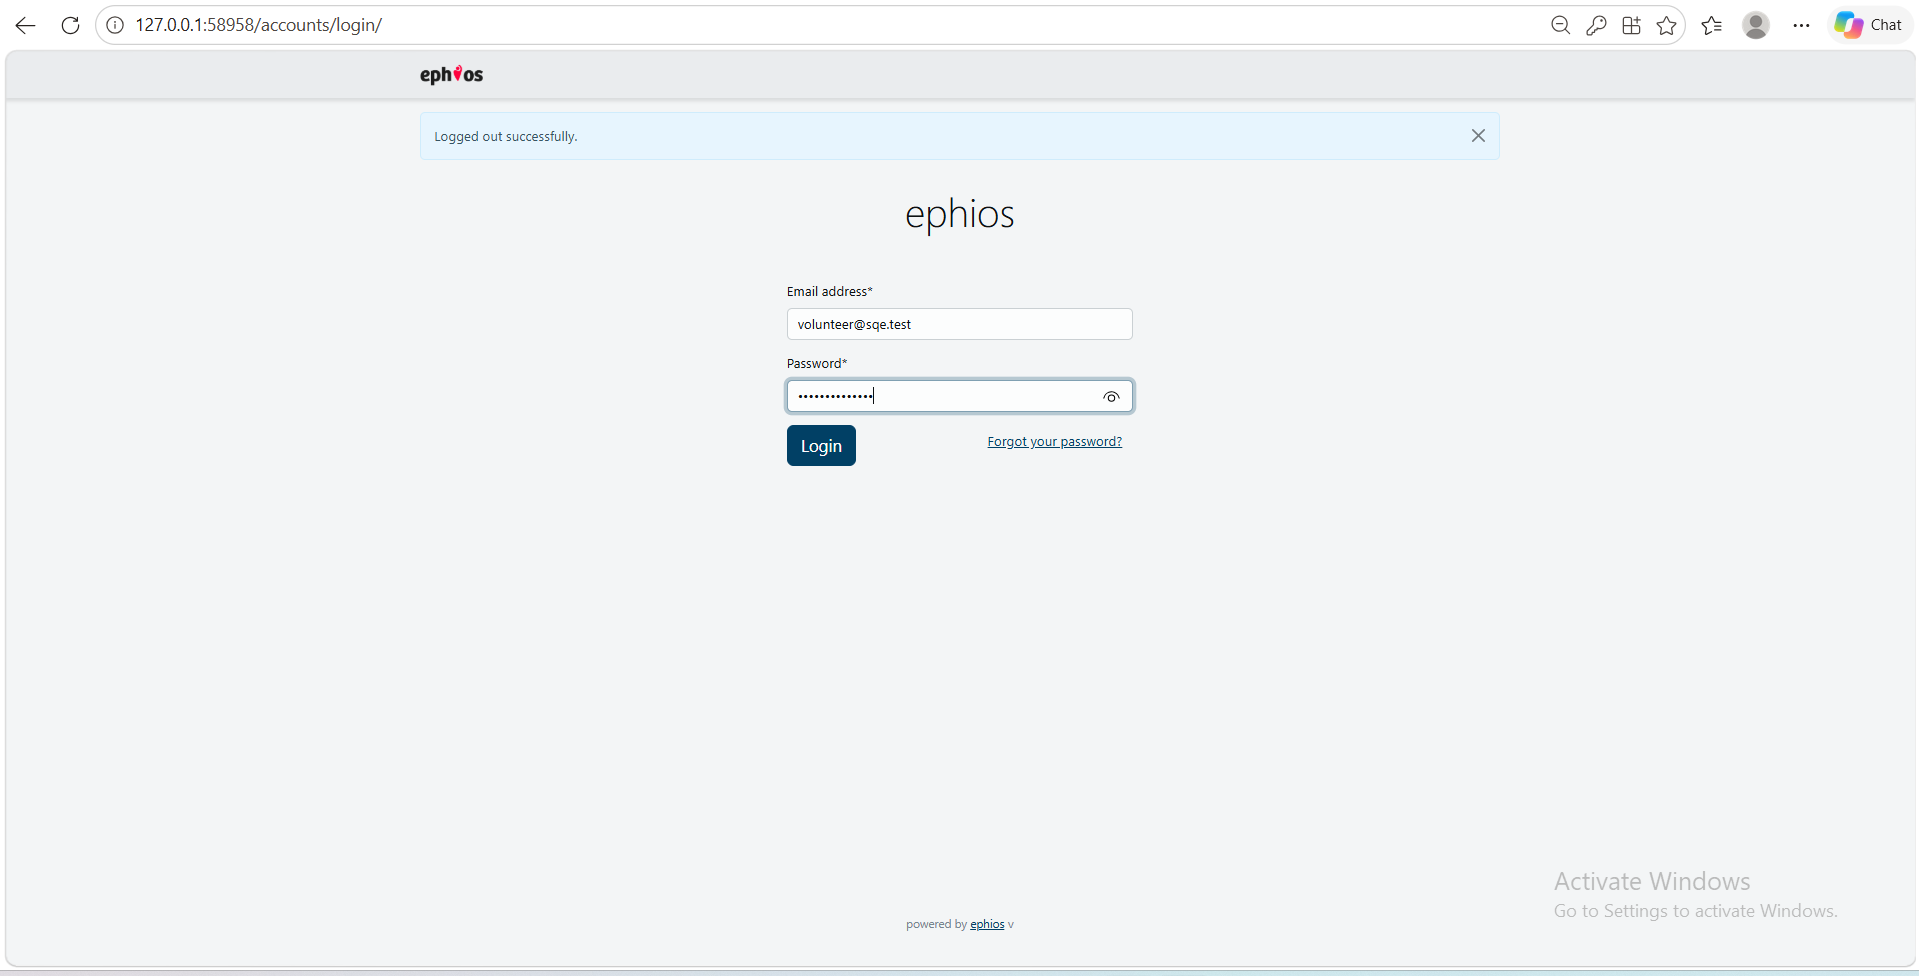 127.0.0.1:58958/accounts/login/
Chat
ephios
Logged out successfully.
ephios
Email address*
volunteer@sqe.test
Password*
••••••••••••••
Login
Forgot your password?
Activate Windows
Go to Settings to activate Windows.
powered by ephios v